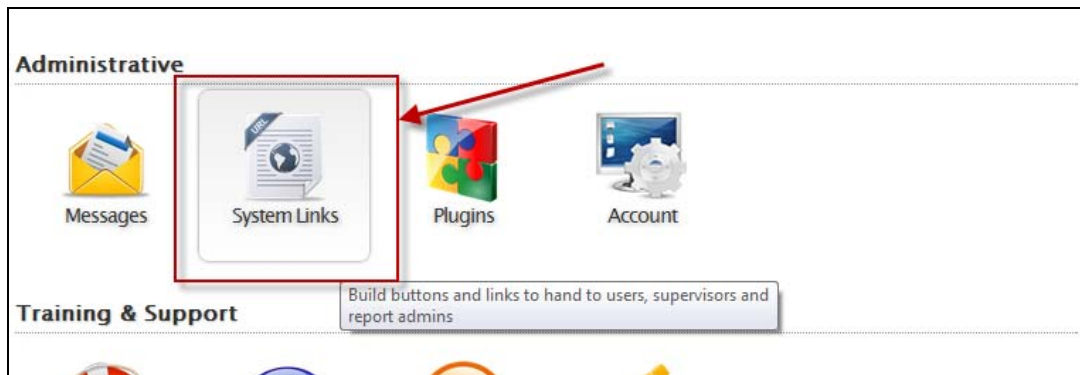 Administrative
URL
Messages
System Links
Plugins
Account
Build buttons and links to hand to users, supervisors and
report admins
Training & Support